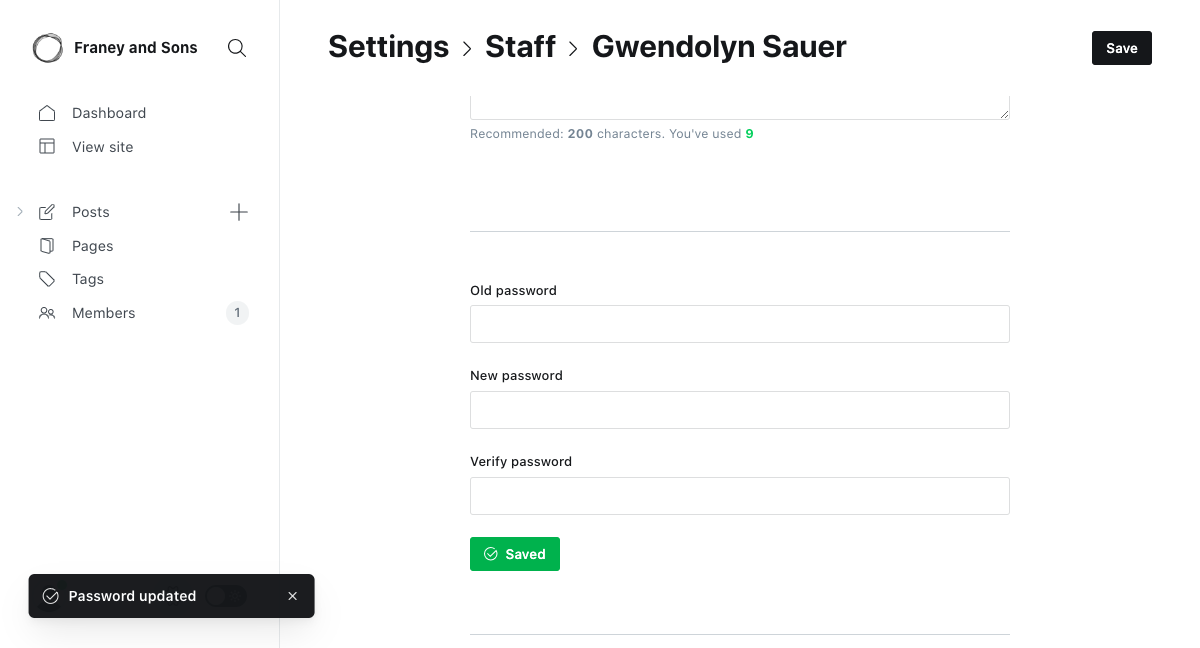 Franey and Sons
Settings > Staff > Gwendolyn Sauer
Save
Dashboard
View site
Posts
Pages
Tags
Members
1
Recommended: 200 characters. You've used 9
Old password
New password
Verify password
Saved
Password updated